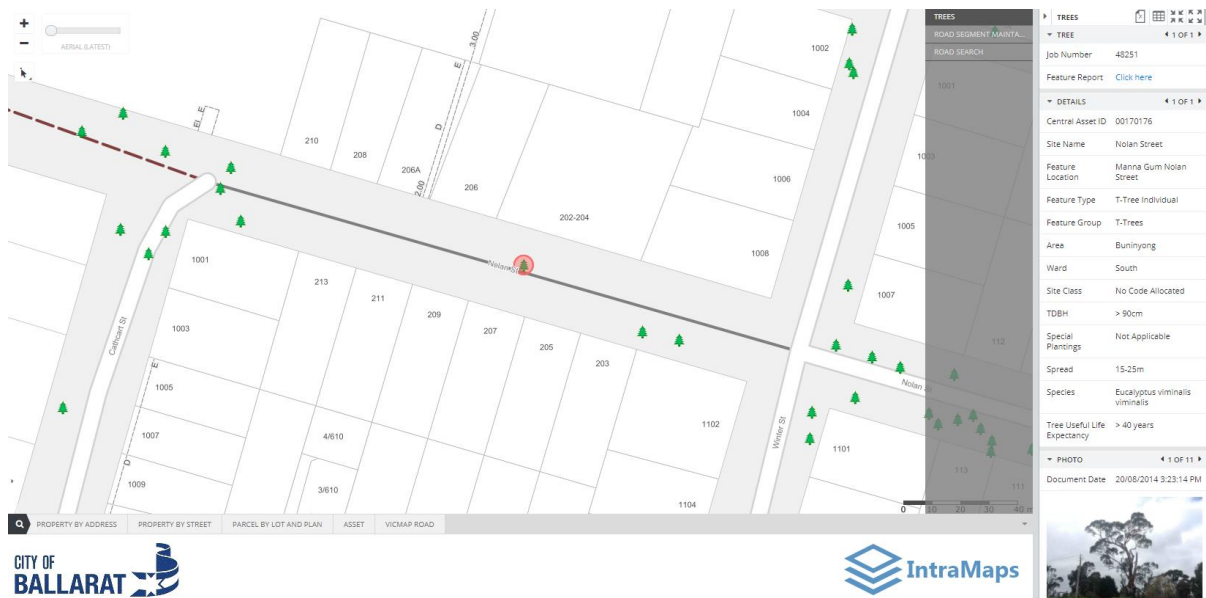 +
−
AERIAL (LATEST)
TREES
ROAD SEGMENT MAINTA...
ROAD SEARCH
3.00
E
D
2.00
E
E
210
208
206A
206
202-204
1002
1004
1006
1008
1001
1003
1005
1007
112
Nolan St
1001
213
211
209
207
205
203
1003
1005
1007
1009
E
D
4/610
3/610
1102
1104
1101
113
111
Cathcart St
Winter St
Nolan
0 10 20 30 40 m
PROPERTY BY ADDRESS PROPERTY BY STREET PARCEL BY LOT AND PLAN ASSET VICMAP ROAD
CITY OF
BALLARAT
IntraMaps
TREES
TREE 1 OF 1
Job Number 48251
Feature Report Click here
DETAILS 1 OF 1
Central Asset ID 00170176
Site Name Nolan Street
Feature Location Manna Gum Nolan Street
Feature Type T-Tree Individual
Feature Group T-Trees
Area Buninyong
Ward South
Site Class No Code Allocated
TDBH > 90cm
Special Plantings Not Applicable
Spread 15-25m
Species Eucalyptus viminalis viminalis
Tree Useful Life Expectancy > 40 years
PHOTO 1 OF 11
Document Date 20/08/2014 3:23:14 PM